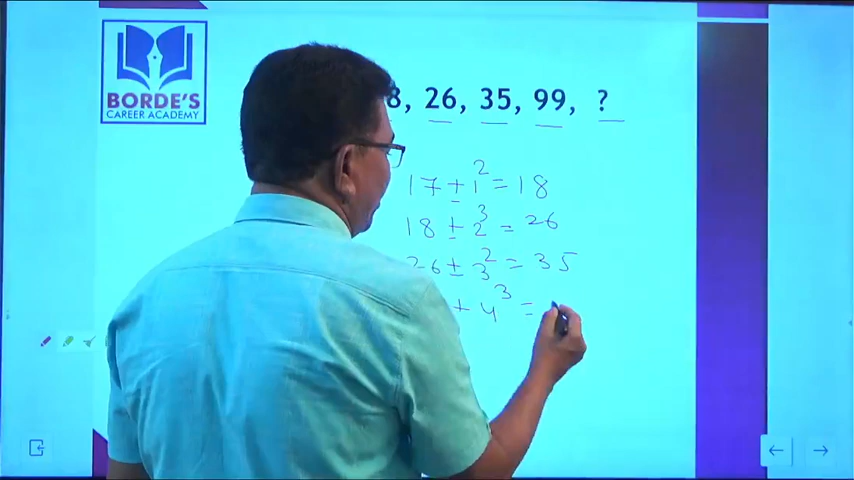 BORDE'S
CAREER ACADEMY
8, 26, 35, 99, ?
17 + 1² = 18
18 + 2³ = 26
26 + 3² = 35
+ 4³ =